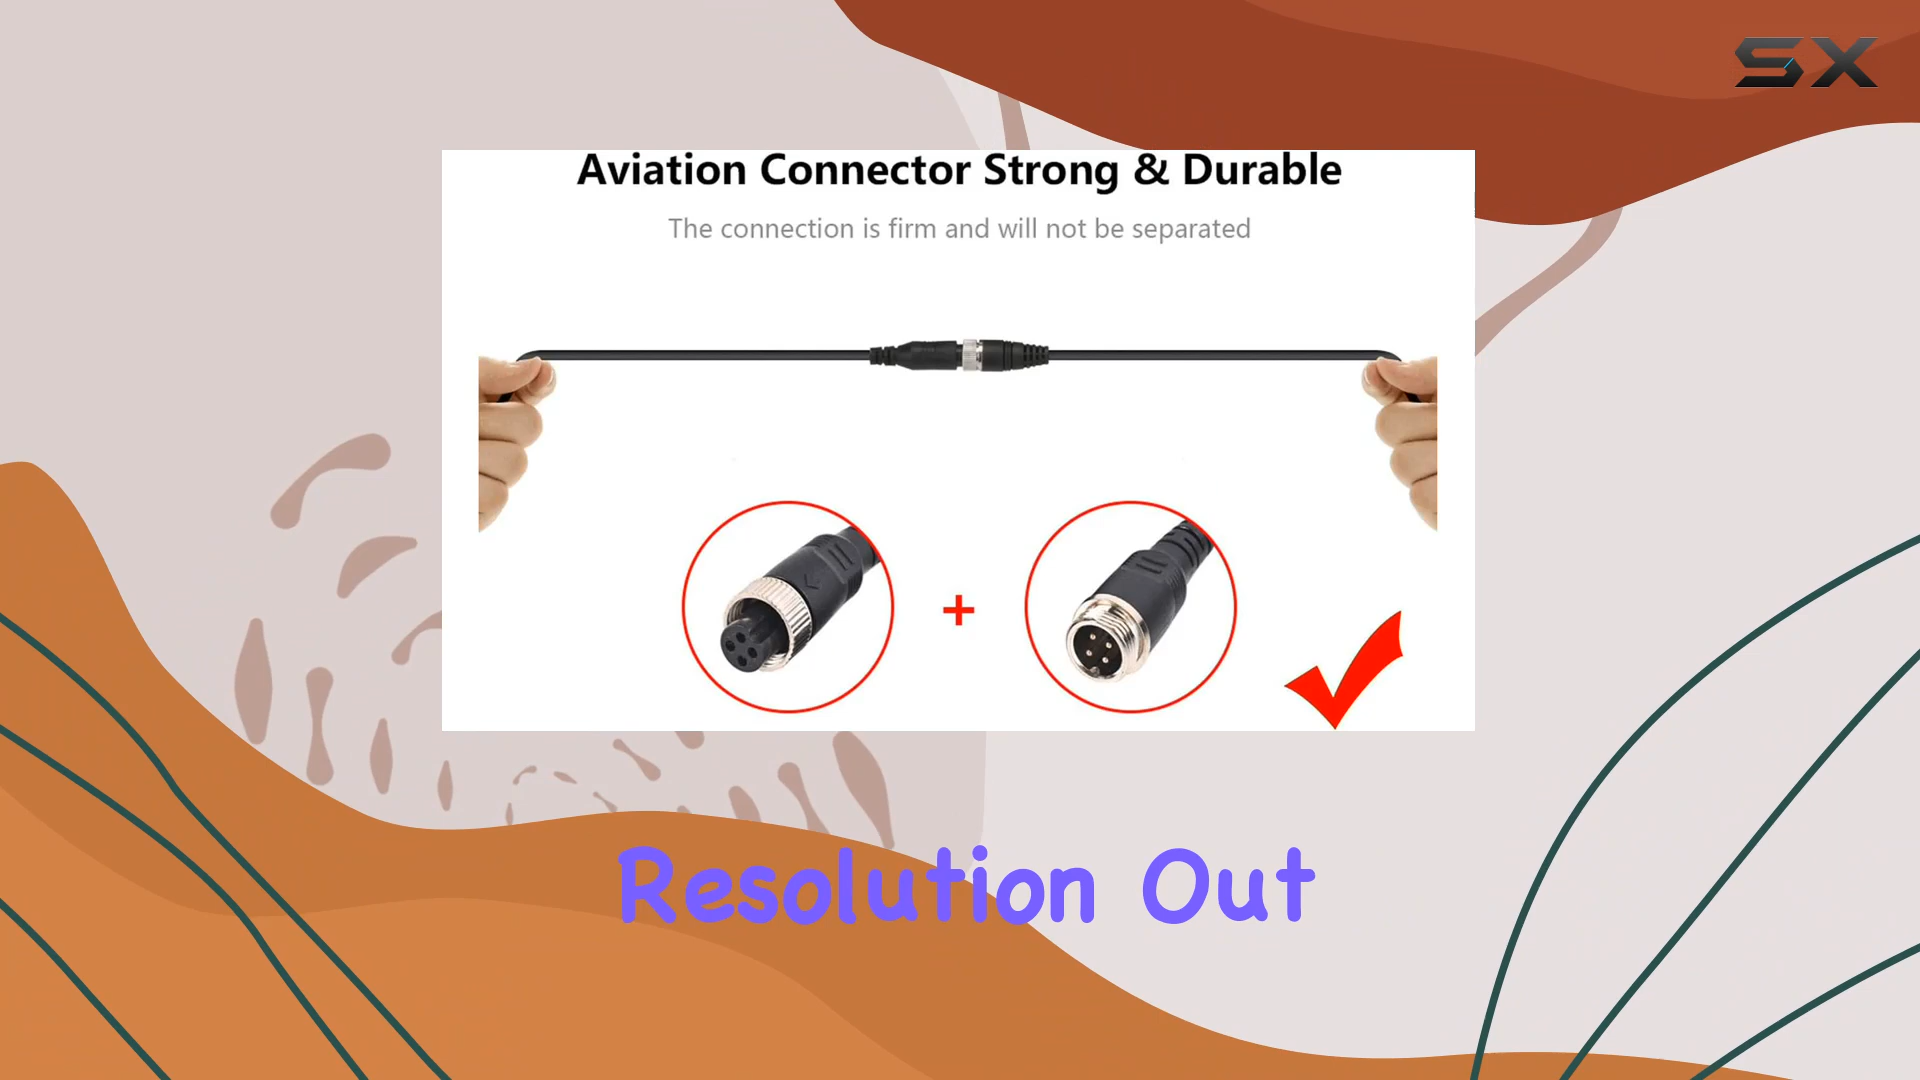 SX
Aviation Connector Strong & Durable
The connection is firm and will not be separated
+
Resolution Out